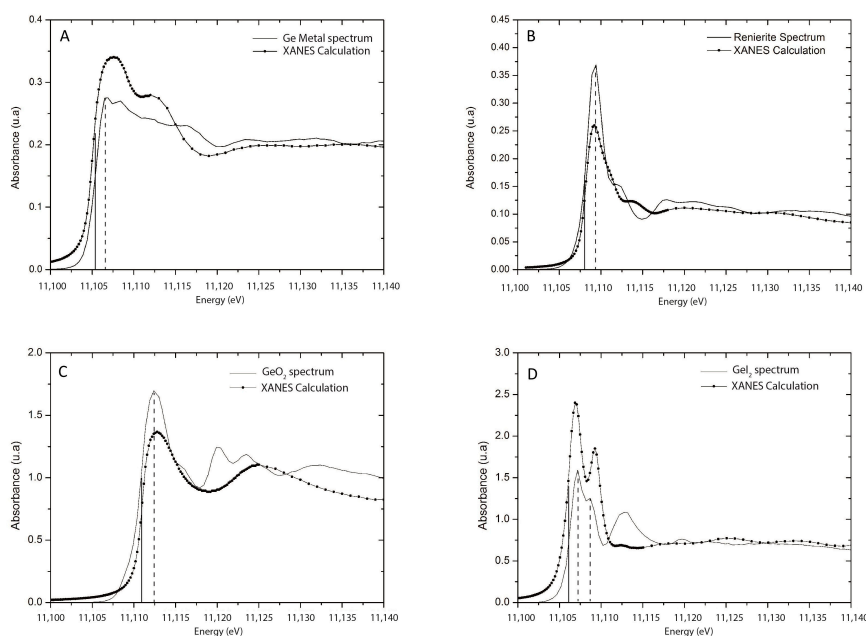 A
Ge Metal spectrum
XANES Calculation
Absorbance (u.a)
0.4
0.3
0.2
0.1
0.0
11,100 11,105 11,110 11,115 11,120 11,125 11,130 11,135 11,140
Energy (eV)
B
Renierite Spectrum
XANES Calculation
Absorbance (u.a)
0.45
0.40
0.35
0.30
0.25
0.20
0.15
0.10
0.05
0.00
11,100 11,105 11,110 11,115 11,120 11,125 11,130 11,135 11,140
Energy (eV)
C
GeO₂ spectrum
XANES Calculation
Absorbance (u.a)
2.0
1.5
1.0
0.5
0.0
11,100 11,105 11,110 11,115 11,120 11,125 11,130 11,135 11,140
Energy (eV)
D
GeI₂ spectrum
XANES Calculation
Absorbance (u.a)
3.0
2.5
2.0
1.5
1.0
0.5
0.0
11,100 11,105 11,110 11,115 11,120 11,125 11,130 11,135 11,140
Energy (eV)